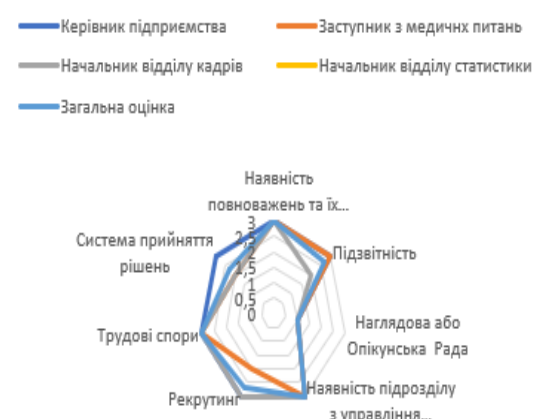 Керівник підприємства
Заступник з медичнх питань
Начальник відділу кадрів
Начальник відділу статистики
Загальна оцінка
Наявність
повноважень та їх...
3
2,5
2
1,5
1
0,5
0
Підзвітність
Наглядова або
Опікунська Рада
Наявність підрозділу
з управління...
Рекрутинг
Трудові спори
Система прийняття
рішень